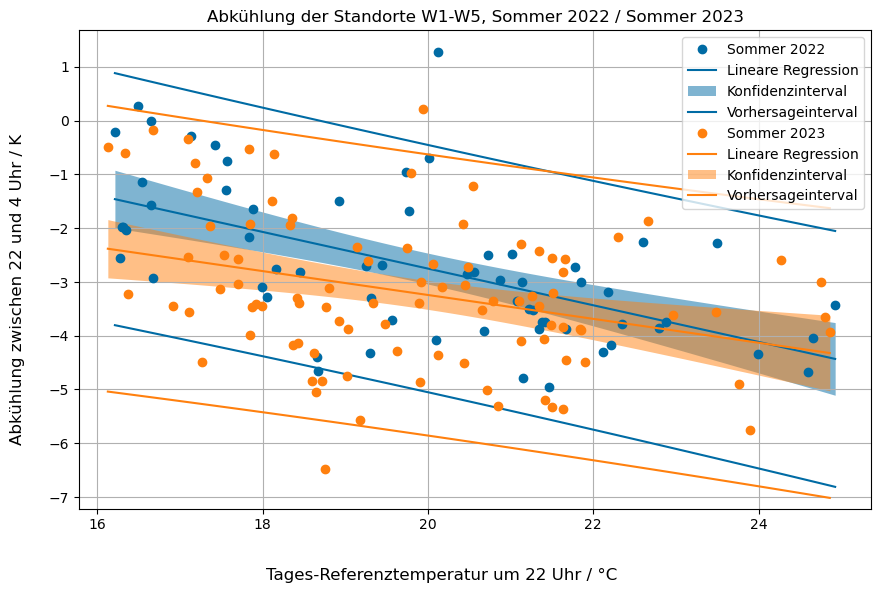 Abkühlung der Standorte W1-W5, Sommer 2022 / Sommer 2023
Sommer 2022
Lineare Regression
Konfidenzinterval
Vorhersageinterval
Sommer 2023
Lineare Regression
Konfidenzinterval
Vorhersageinterval
Abkühlung zwischen 22 und 4 Uhr / K
1
0
−1
−2
−3
−4
−5
−6
−7
16 18 20 22 24
Tages-Referenztemperatur um 22 Uhr / °C